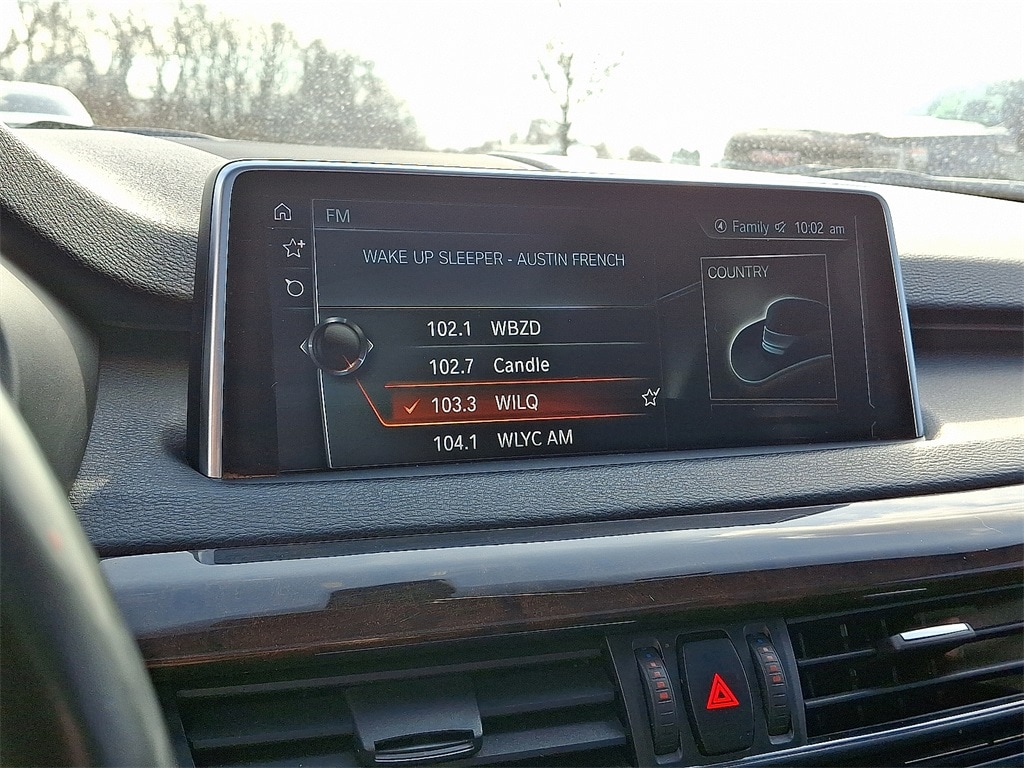 FM
Family 10:02 am
WAKE UP SLEEPER - AUSTIN FRENCH
COUNTRY
102.1 WBZD
102.7 Candle
103.3 WILQ
104.1 WLYC AM